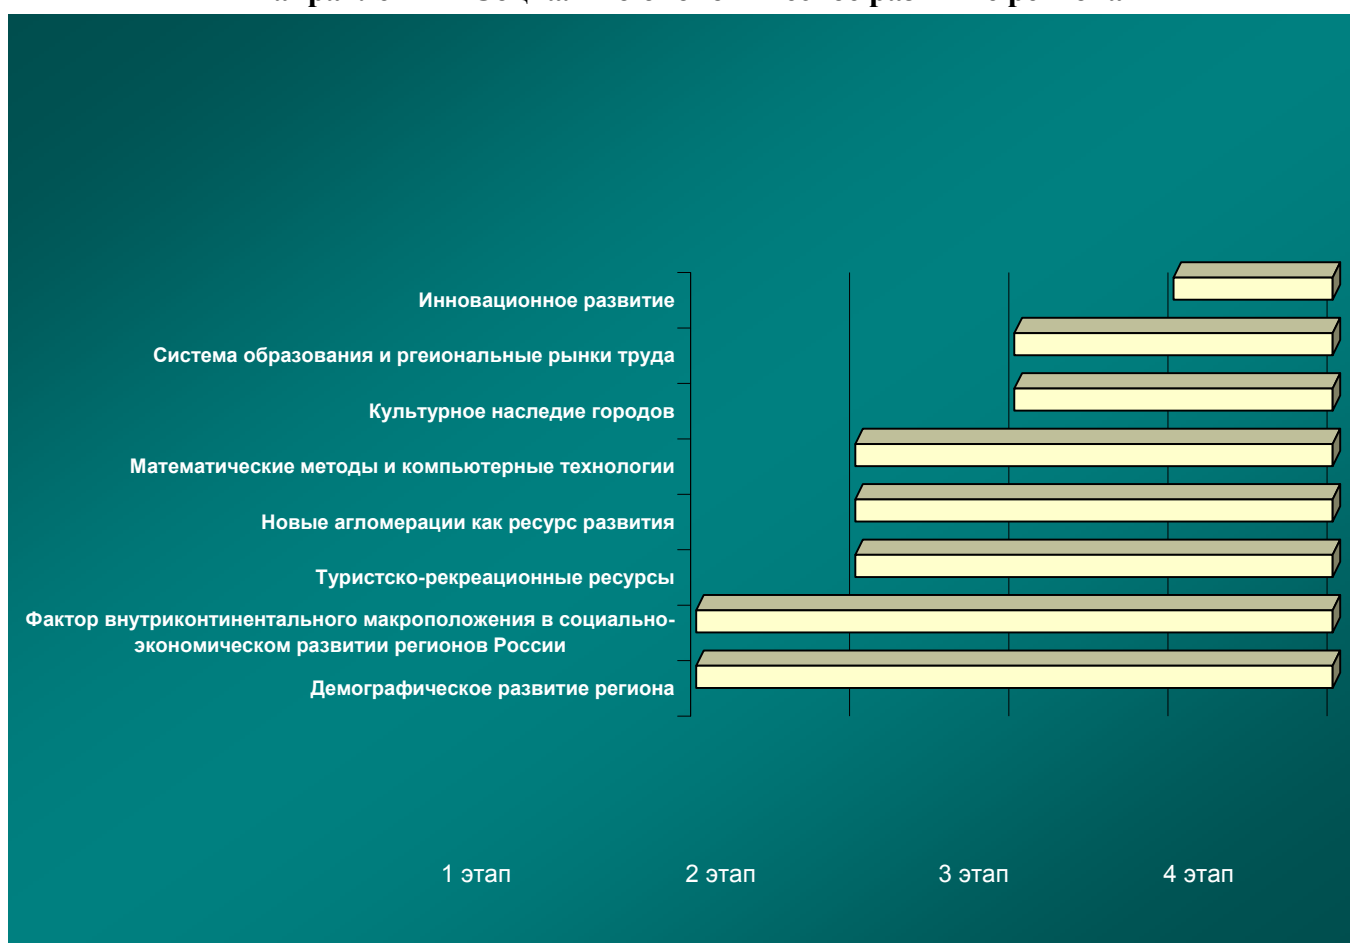 Инновационное развитие
Система образования и ргеиональные рынки труда
Культурное наследие городов
Математические методы и компьютерные технологии
Новые агломерации как ресурс развития
Туристско-рекреационные ресурсы
Фактор внутриконтинентального макроположения в социально-
экономическом развитии регионов России
Демографическое развитие региона
1 этап 2 этап 3 этап 4 этап